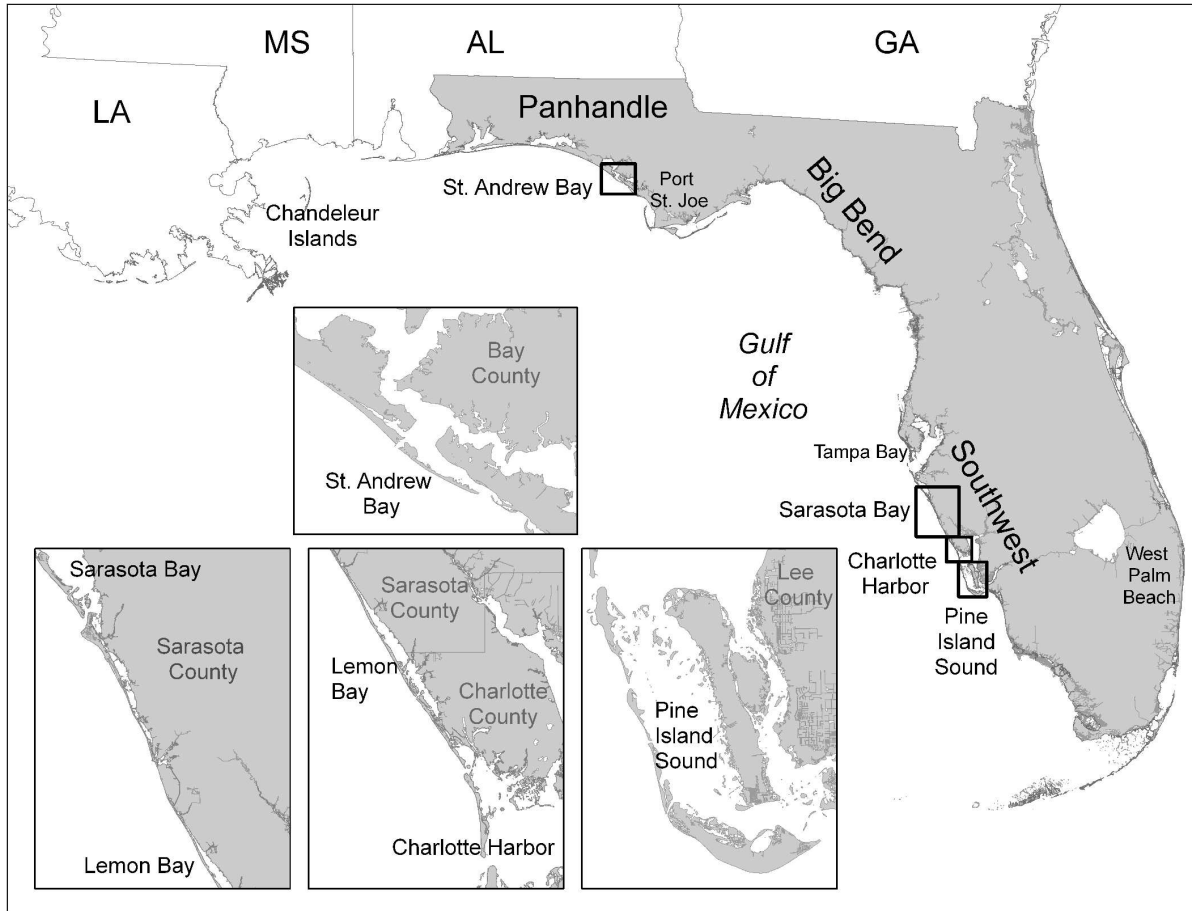 MS
AL
GA
LA
Panhandle
St. Andrew Bay
Port
St. Joe
Big Bend
Chandeleur
Islands
Gulf
of
Mexico
Tampa Bay
Southwest
Sarasota Bay
Charlotte
Harbor
Pine
Island
Sound
West
Palm
Beach
Bay
County
St. Andrew
Bay
Sarasota Bay
Sarasota
County
Lemon Bay
Sarasota
County
Lemon
Bay
Charlotte
County
Charlotte Harbor
Lee
County
Pine
Island
Sound